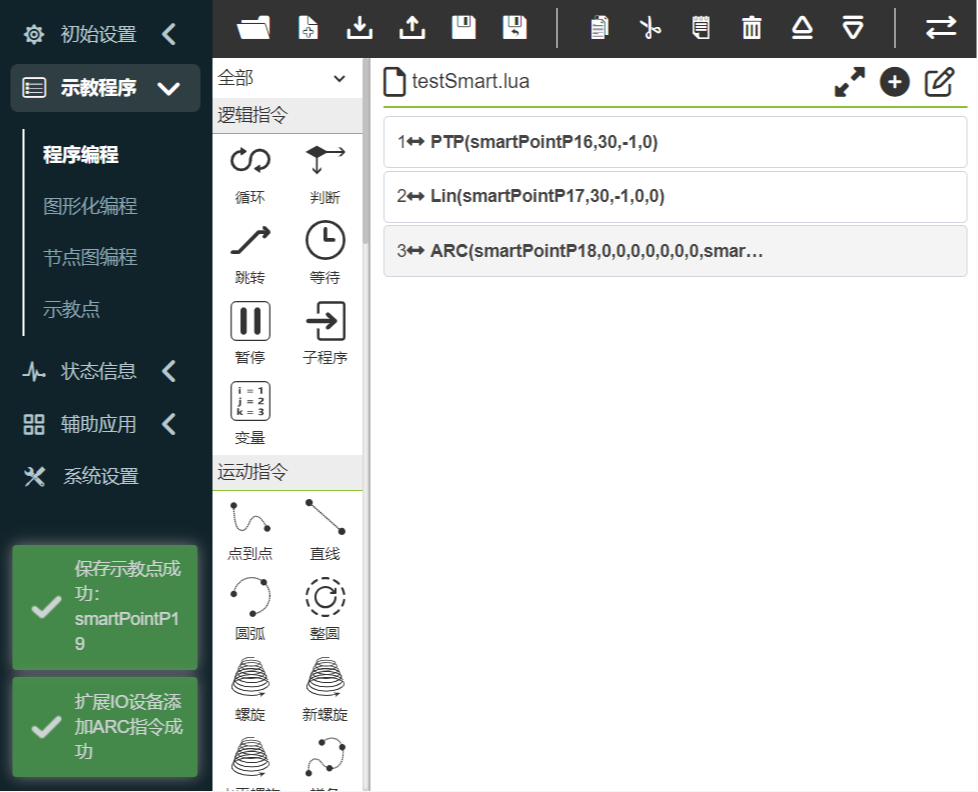 初始设置
示教程序
程序编程
图形化编程
节点图编程
示教点
状态信息
辅助应用
系统设置
保存示教点成
功：
smartPointP1
9
扩展IO设备添
加ARC指令成
功
全部
逻辑指令
循环
判断
跳转
等待
暂停
子程序
i = 1
j = 2
k = 3
变量
运动指令
点到点
直线
圆弧
整圆
螺旋
新螺旋
testSmart.lua
1 PTP(smartPointP16,30,-1,0)
2 Lin(smartPointP17,30,-1,0,0)
3 ARC(smartPointP18,0,0,0,0,0,0,0,smar…